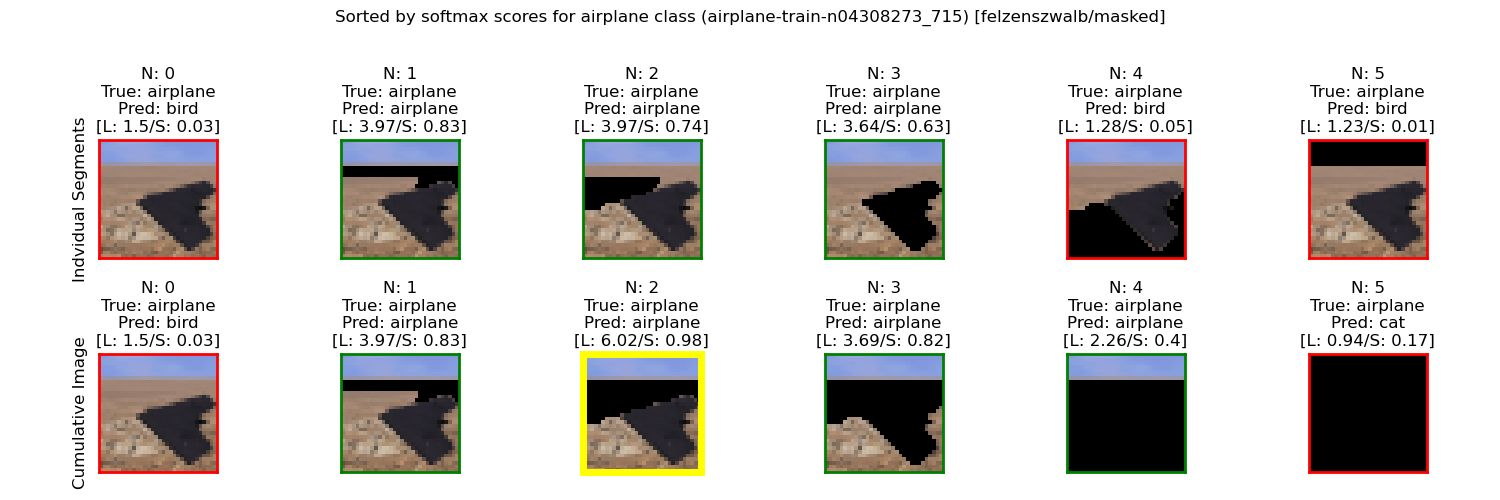 Sorted by softmax scores for airplane class (airplane-train-n04308273_715) [felzenszwalb/masked]
Indvidual Segments
N: 0
True: airplane
Pred: bird
[L: 1.5/S: 0.03]
N: 1
True: airplane
Pred: airplane
[L: 3.97/S: 0.83]
N: 2
True: airplane
Pred: airplane
[L: 3.97/S: 0.74]
N: 3
True: airplane
Pred: airplane
[L: 3.64/S: 0.63]
N: 4
True: airplane
Pred: bird
[L: 1.28/S: 0.05]
N: 5
True: airplane
Pred: bird
[L: 1.23/S: 0.01]
Cumulative Image
N: 0
True: airplane
Pred: bird
[L: 1.5/S: 0.03]
N: 1
True: airplane
Pred: airplane
[L: 3.97/S: 0.83]
N: 2
True: airplane
Pred: airplane
[L: 6.02/S: 0.98]
N: 3
True: airplane
Pred: airplane
[L: 3.69/S: 0.82]
N: 4
True: airplane
Pred: airplane
[L: 2.26/S: 0.4]
N: 5
True: airplane
Pred: cat
[L: 0.94/S: 0.17]